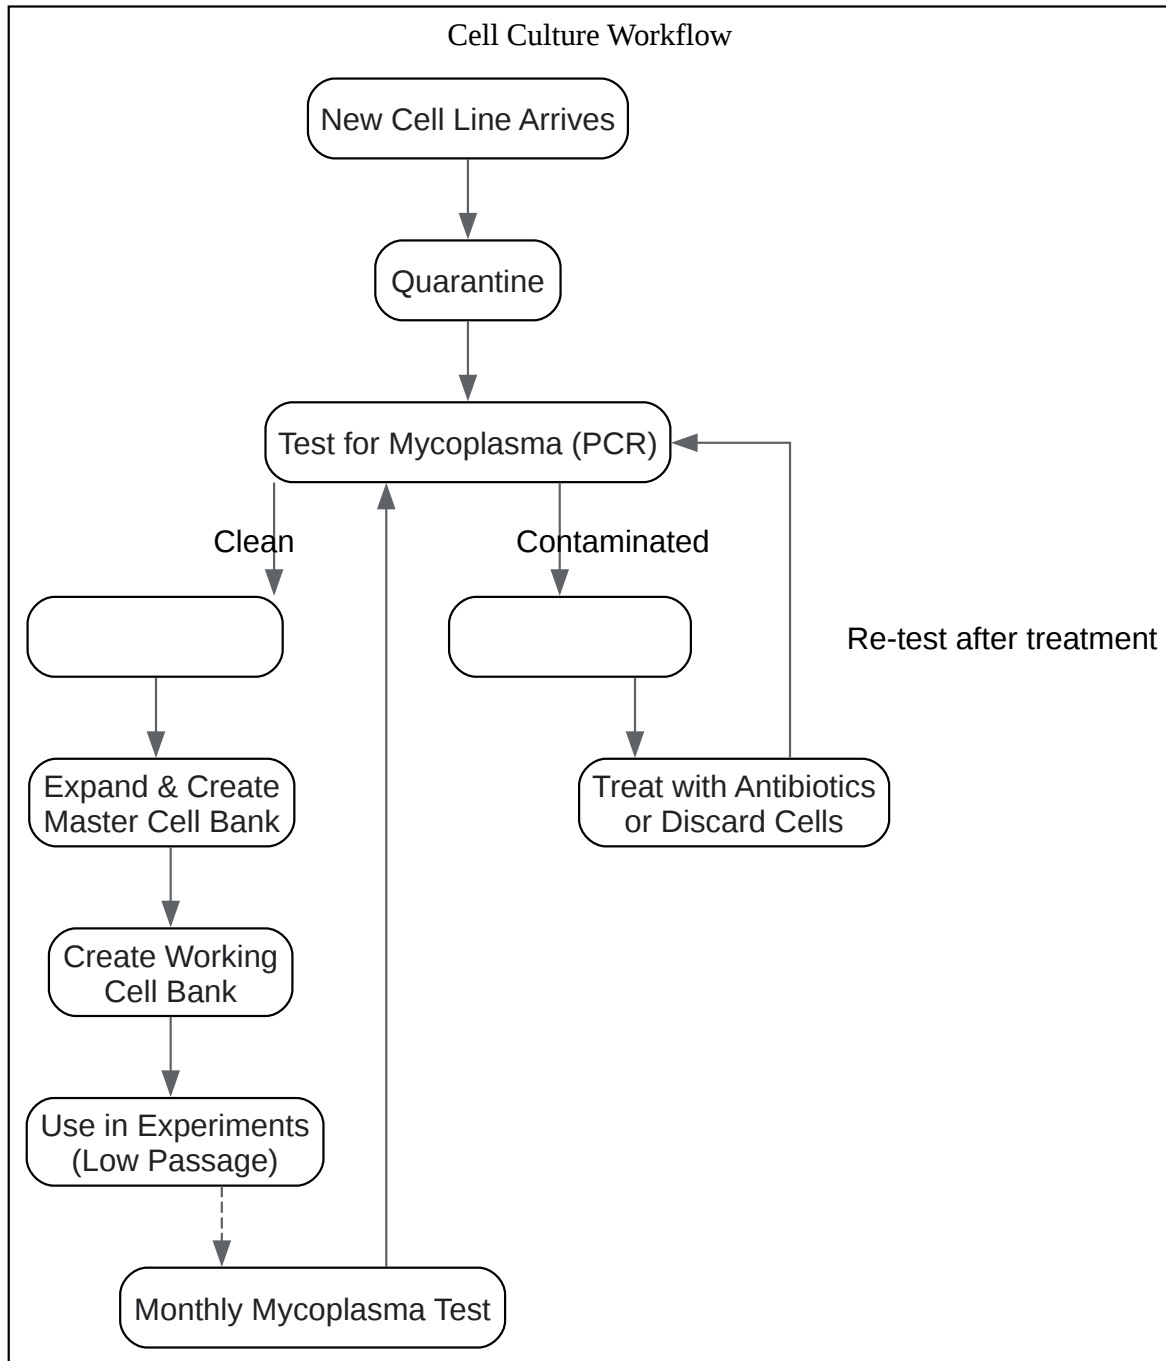 Cell Culture Workflow
New Cell Line Arrives
Quarantine
Test for Mycoplasma (PCR)
Clean
Contaminated
Re-test after treatment
Expand & Create
Master Cell Bank
Treat with Antibiotics
or Discard Cells
Create Working
Cell Bank
Use in Experiments
(Low Passage)
Monthly Mycoplasma Test